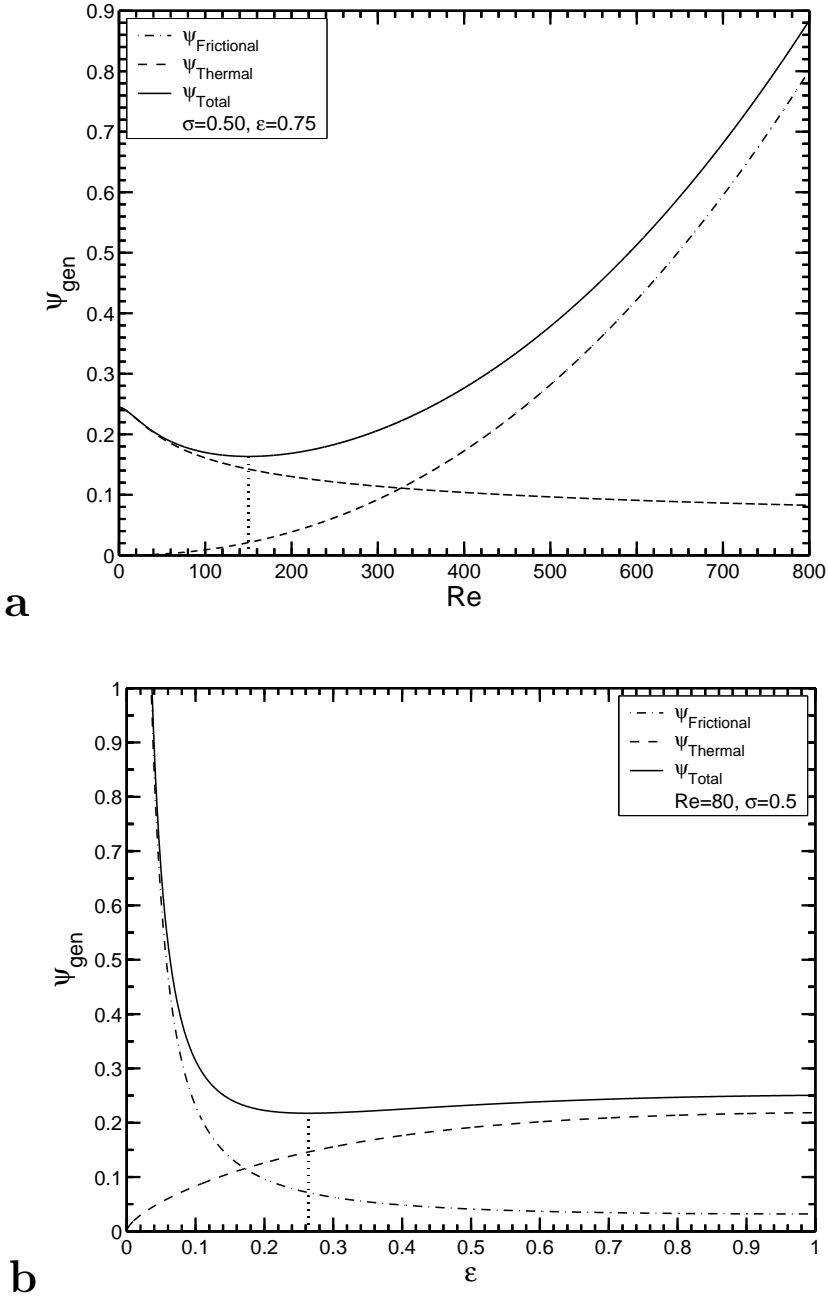 0.9
0.8
0.7
0.6
0.5
0.4
0.3
0.2
0.1
0
ψgen
ψFrictional
ψThermal
ψTotal
σ=0.50, ε=0.75
0 100 200 300 400 500 600 700 800
Re
a
1
0.9
0.8
0.7
0.6
0.5
0.4
0.3
0.2
0.1
0
ψgen
ψFrictional
ψThermal
ψTotal
Re=80, σ=0.5
0 0.1 0.2 0.3 0.4 0.5 0.6 0.7 0.8 0.9 1
ε
b